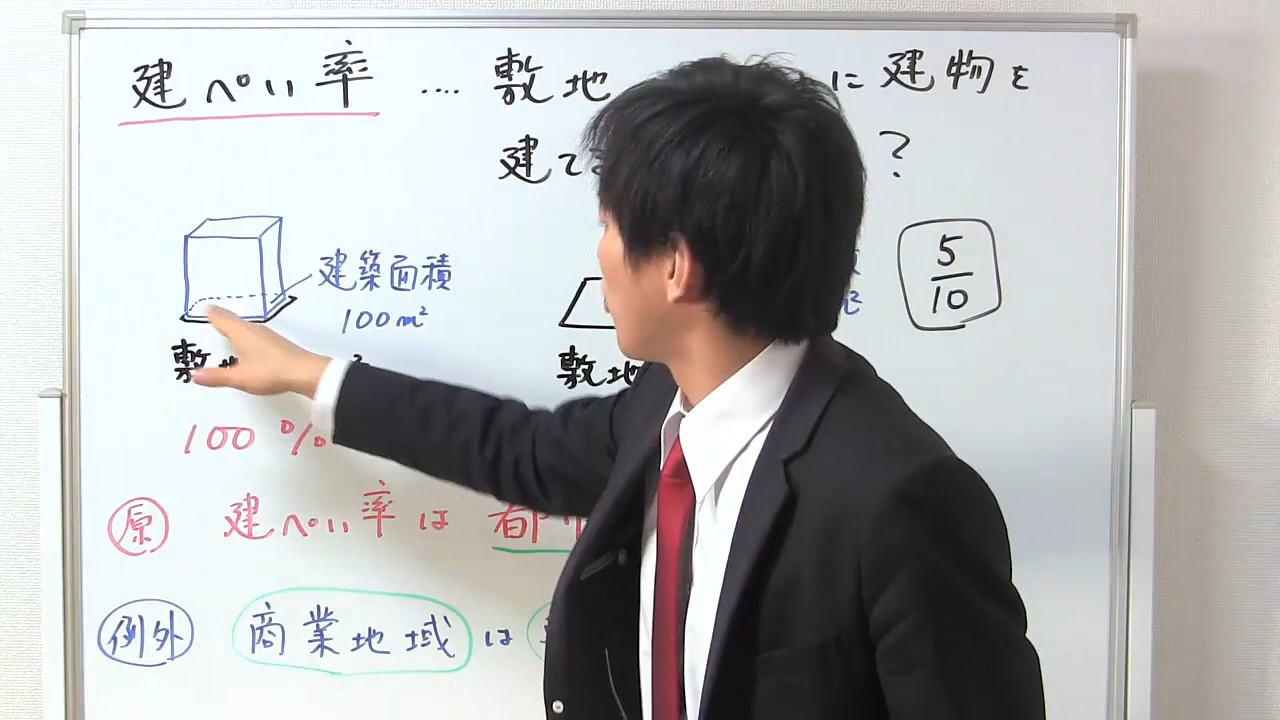 建ぺい率 ‥‥ 敷地 に建物を
建て ?
建築面積
100m²
5/10
敷 ²
敷地
100%
原 建ぺい率は 都
例外 商業地域は